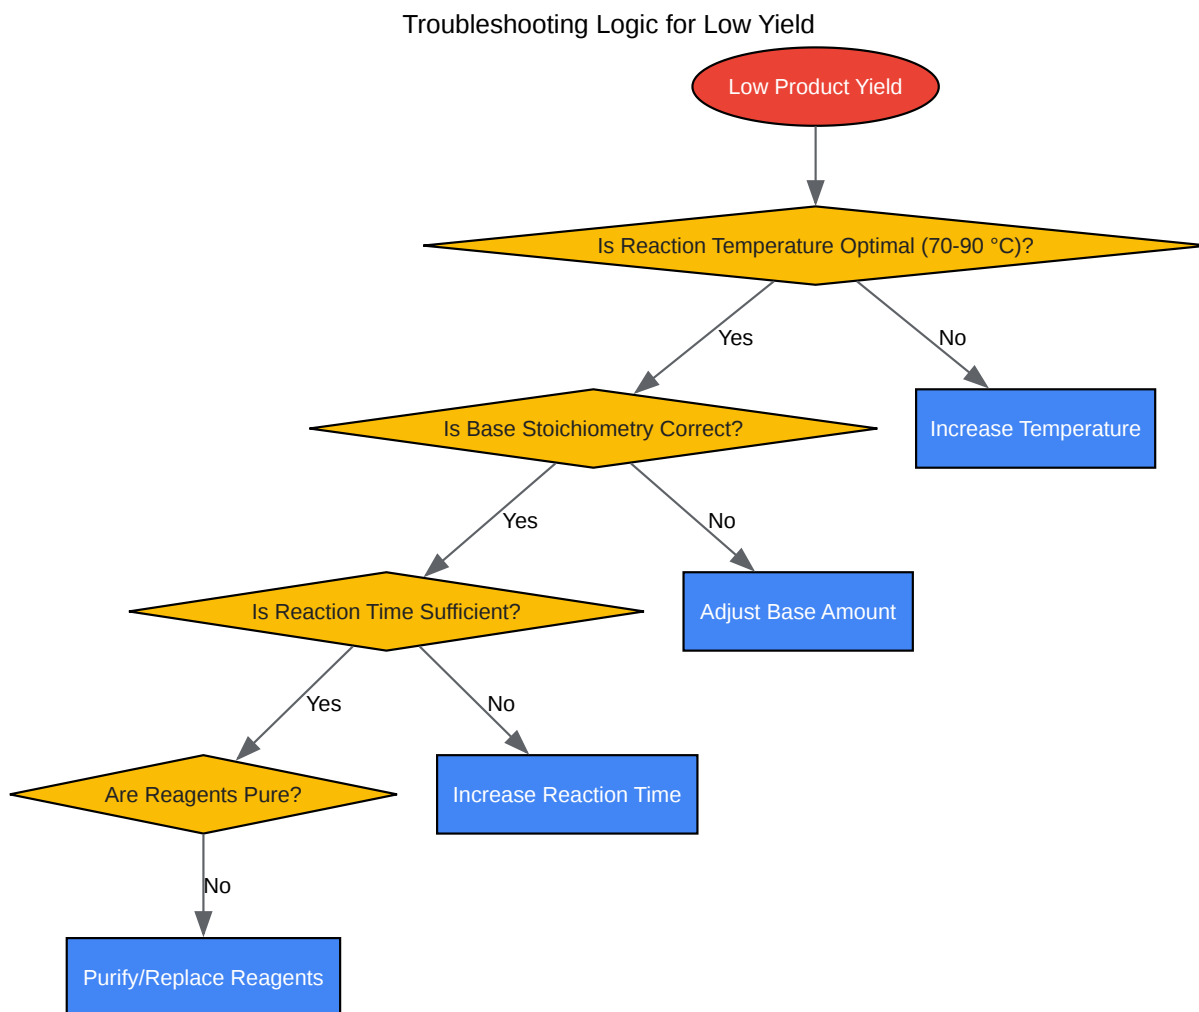 Troubleshooting Logic for Low Yield
Low Product Yield
Is Reaction Temperature Optimal (70-90 °C)?
Yes
No
Is Base Stoichiometry Correct?
Increase Temperature
Yes
No
Is Reaction Time Sufficient?
Adjust Base Amount
Yes
No
Are Reagents Pure?
Increase Reaction Time
No
Purify/Replace Reagents